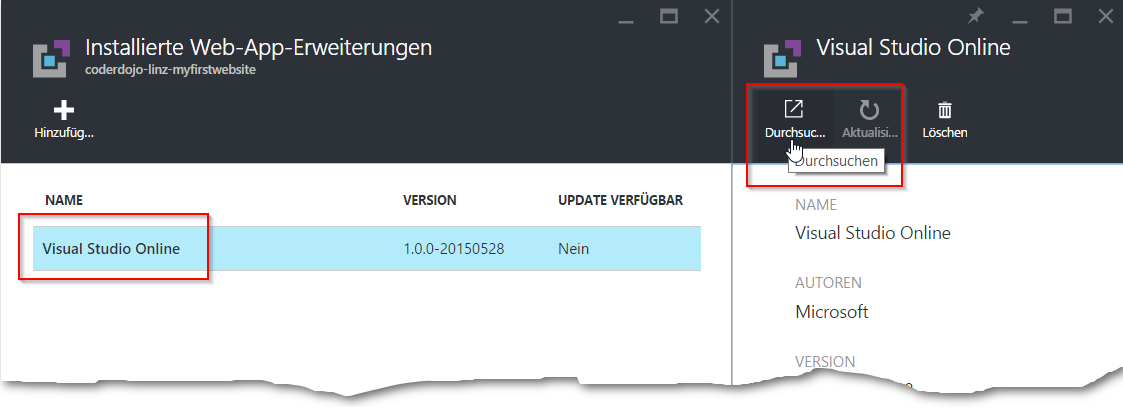 Installierte Web-App-Erweiterungen
coderdojo-linz-myfirstwebsite
Hinzufüg...
NAME VERSION UPDATE VERFÜGBAR
Visual Studio Online 1.0.0-20150528 Nein
Visual Studio Online
Durchsuc... Aktualisi... Löschen
Durchsuchen
NAME
Visual Studio Online
AUTOREN
Microsoft
VERSION